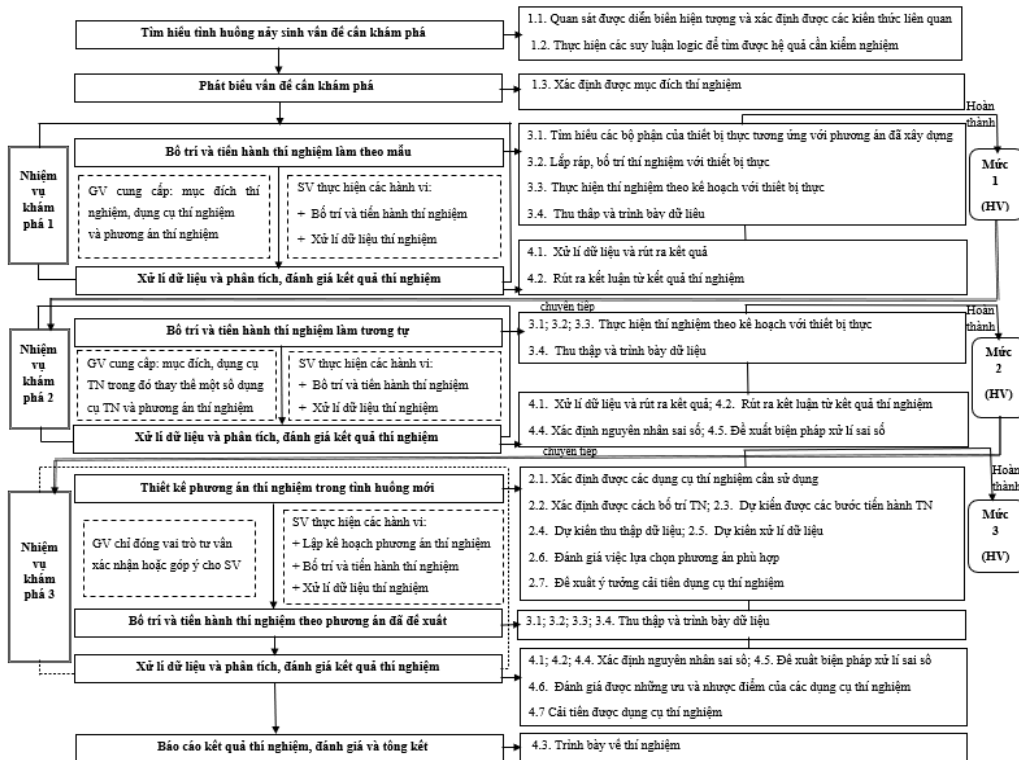 Tìm hiểu tình huống nảy sinh vấn đề cần khám phá
1.1. Quan sát được diễn biến hiện tượng và xác định được các kiến thức liên quan
1.2. Thực hiện các suy luận logic để tìm được hệ quả cần kiểm nghiệm
Phát biểu vấn đề cần khám phá
1.3. Xác định được mục đích thí nghiệm
Hoàn
thành
Nhiệm
vụ
khám
phá 1
Bố trí và tiến hành thí nghiệm làm theo mẫu
GV cung cấp: mục đích thí
nghiệm, dụng cụ thí nghiệm
và phương án thí nghiệm
SV thực hiện các hành vi:
+ Bố trí và tiến hành thí nghiệm
+ Xử lí dữ liệu thí nghiệm
Xử lí dữ liệu và phân tích, đánh giá kết quả thí nghiệm
3.1. Tìm hiểu các bộ phận của thiết bị thực tương ứng với phương án đã xây dựng
3.2. Lắp ráp, bố trí thí nghiệm với thiết bị thực
3.3. Thực hiện thí nghiệm theo kế hoạch với thiết bị thực
3.4. Thu thập và trình bày dữ liệu
4.1. Xử lí dữ liệu và rút ra kết quả
4.2. Rút ra kết luận từ kết quả thí nghiệm
Mức
1
(HV)
chuyển tiếp
Hoàn
thành
Nhiệm
vụ
khám
phá 2
Bố trí và tiến hành thí nghiệm làm tương tự
GV cung cấp: mục đích, dụng cụ
TN trong đó thay thế một số dụng
cụ TN và phương án thí nghiệm
SV thực hiện các hành vi:
+ Bố trí và tiến hành thí nghiệm
+ Xử lí dữ liệu thí nghiệm
Xử lí dữ liệu và phân tích, đánh giá kết quả thí nghiệm
3.1; 3.2; 3.3. Thực hiện thí nghiệm theo kế hoạch với thiết bị thực
3.4. Thu thập và trình bày dữ liệu
4.1. Xử lí dữ liệu và rút ra kết quả; 4.2. Rút ra kết luận từ kết quả thí nghiệm
4.4. Xác định nguyên nhân sai số; 4.5. Đề xuất biện pháp xử lí sai số
Mức
2
(HV)
chuyển tiếp
Hoàn
thành
Nhiệm
vụ
khám
phá 3
Thiết kế phương án thí nghiệm trong tình huống mới
GV chỉ đóng vai trò tư vấn
xác nhận hoặc góp ý cho SV
SV thực hiện các hành vi:
+ Lập kế hoạch phương án thí nghiệm
+ Bố trí và tiến hành thí nghiệm
+ Xử lí dữ liệu thí nghiệm
Bố trí và tiến hành thí nghiệm theo phương án đã đề xuất
Xử lí dữ liệu và phân tích, đánh giá kết quả thí nghiệm
2.1. Xác định được các dụng cụ thí nghiệm cần sử dụng
2.2. Xác định được cách bố trí TN; 2.3. Dự kiến được các bước tiến hành TN
2.4. Dự kiến thu thập dữ liệu; 2.5. Dự kiến xử lí dữ liệu
2.6. Đánh giá việc lựa chọn phương án phù hợp
2.7. Đề xuất ý tưởng cải tiến dụng cụ thí nghiệm
3.1; 3.2; 3.3; 3.4. Thu thập và trình bày dữ liệu
4.1; 4.2; 4.4. Xác định nguyên nhân sai số; 4.5. Đề xuất biện pháp xử lí sai số
4.6. Đánh giá được những ưu và nhược điểm của các dụng cụ thí nghiệm
4.7 Cải tiến được dụng cụ thí nghiệm
Mức
3
(HV)
Báo cáo kết quả thí nghiệm, đánh giá và tổng kết
4.3. Trình bày về thí nghiệm